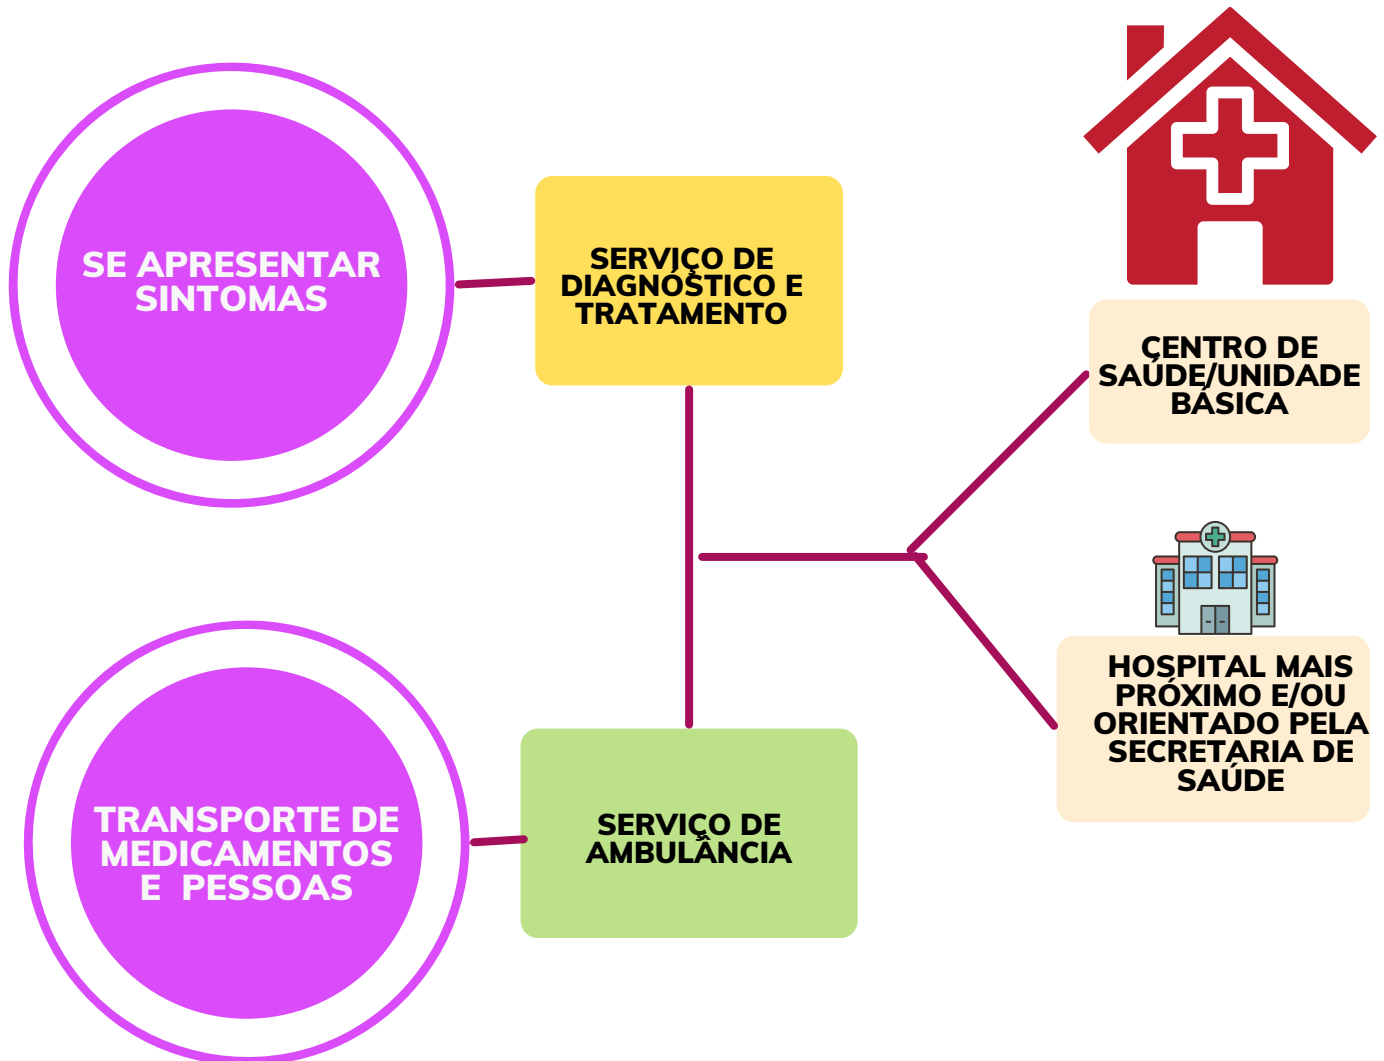 SE APRESENTAR
SINTOMAS
SERVIÇO DE
DIAGNÓSTICO E
TRATAMENTO
CENTRO DE
SAÚDE/UNIDADE
BÁSICA
HOSPITAL MAIS
PRÓXIMO E/OU
ORIENTADO PELA
SECRETARIA DE
SAÚDE
TRANSPORTE DE
MEDICAMENTOS
E PESSOAS
SERVIÇO DE
AMBULÂNCIA